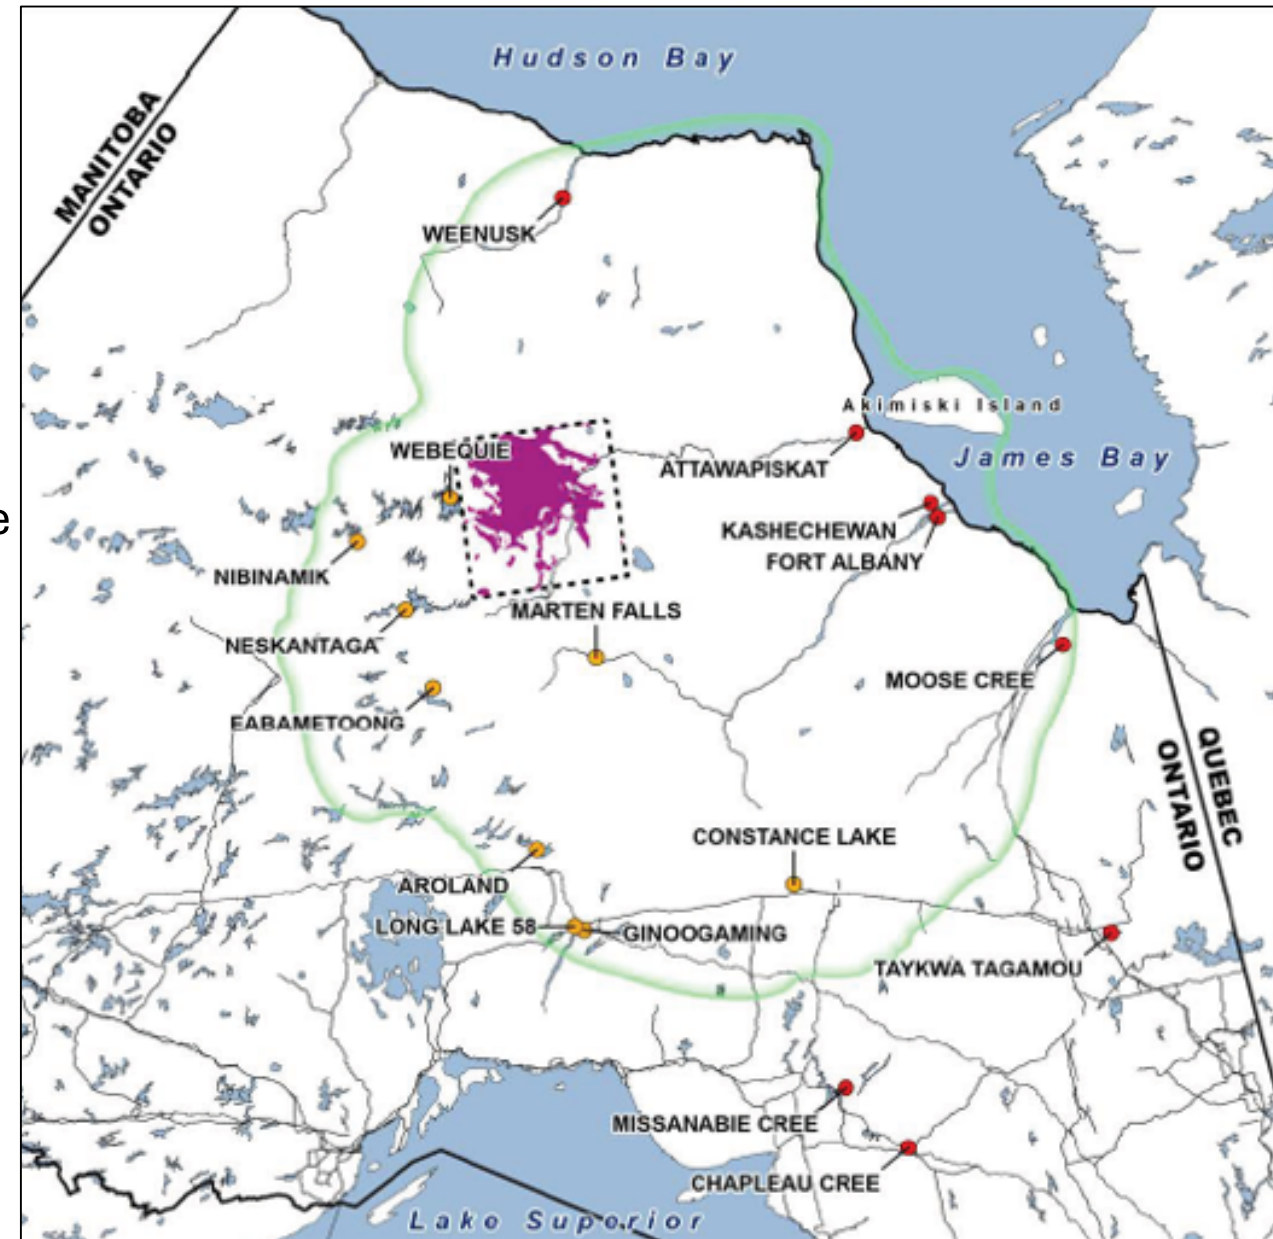 Hudson Bay
MANITOBA
ONTARIO
WEENUSK
Akimiski Island
WEBEQUIE
ATTAWAPISKAT
James Bay
e
KASHECHEWAN
FORT ALBANY
NIBINAMIK
MARTEN FALLS
NESKANTAGA
MOOSE CREE
EABAMETOONG
QUEBEC
ONTARIO
CONSTANCE LAKE
AROLAND
LONG LAKE 58
GINOOGAMING
TAYKWA TAGAMOU
MISSANABIE CREE
CHAPLEAU CREE
Lake Superior